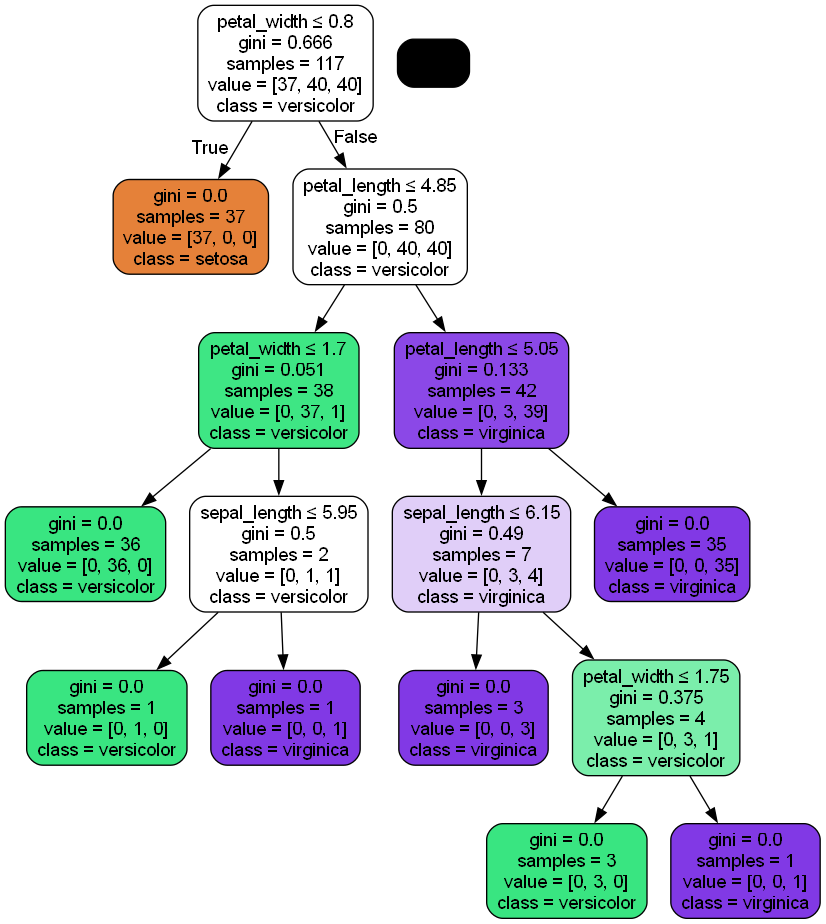 petal_width ≤ 0.8
gini = 0.666
samples = 117
value = [37, 40, 40]
class = versicolor
True
False
gini = 0.0
samples = 37
value = [37, 0, 0]
class = setosa
petal_length ≤ 4.85
gini = 0.5
samples = 80
value = [0, 40, 40]
class = versicolor
petal_width ≤ 1.7
gini = 0.051
samples = 38
value = [0, 37, 1]
class = versicolor
petal_length ≤ 5.05
gini = 0.133
samples = 42
value = [0, 3, 39]
class = virginica
gini = 0.0
samples = 36
value = [0, 36, 0]
class = versicolor
sepal_length ≤ 5.95
gini = 0.5
samples = 2
value = [0, 1, 1]
class = versicolor
sepal_length ≤ 6.15
gini = 0.49
samples = 7
value = [0, 3, 4]
class = virginica
gini = 0.0
samples = 35
value = [0, 0, 35]
class = virginica
gini = 0.0
samples = 1
value = [0, 1, 0]
class = versicolor
gini = 0.0
samples = 1
value = [0, 0, 1]
class = virginica
gini = 0.0
samples = 3
value = [0, 0, 3]
class = virginica
petal_width ≤ 1.75
gini = 0.375
samples = 4
value = [0, 3, 1]
class = versicolor
gini = 0.0
samples = 3
value = [0, 3, 0]
class = versicolor
gini = 0.0
samples = 1
value = [0, 0, 1]
class = virginica